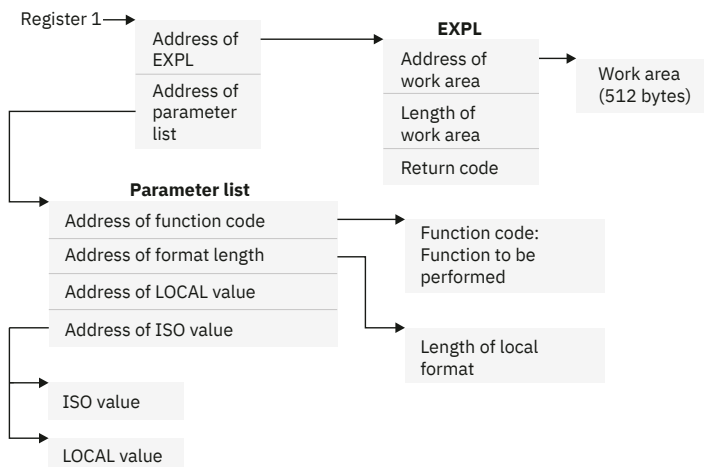 Register 1
Address of
EXPL
Address of
parameter
list
EXPL
Address of
work area
Length of
work area
Return code
Work area
(512 bytes)
Parameter list
Address of function code
Address of format length
Address of LOCAL value
Address of ISO value
Function code:
Function to be
performed
Length of local
format
ISO value
LOCAL value